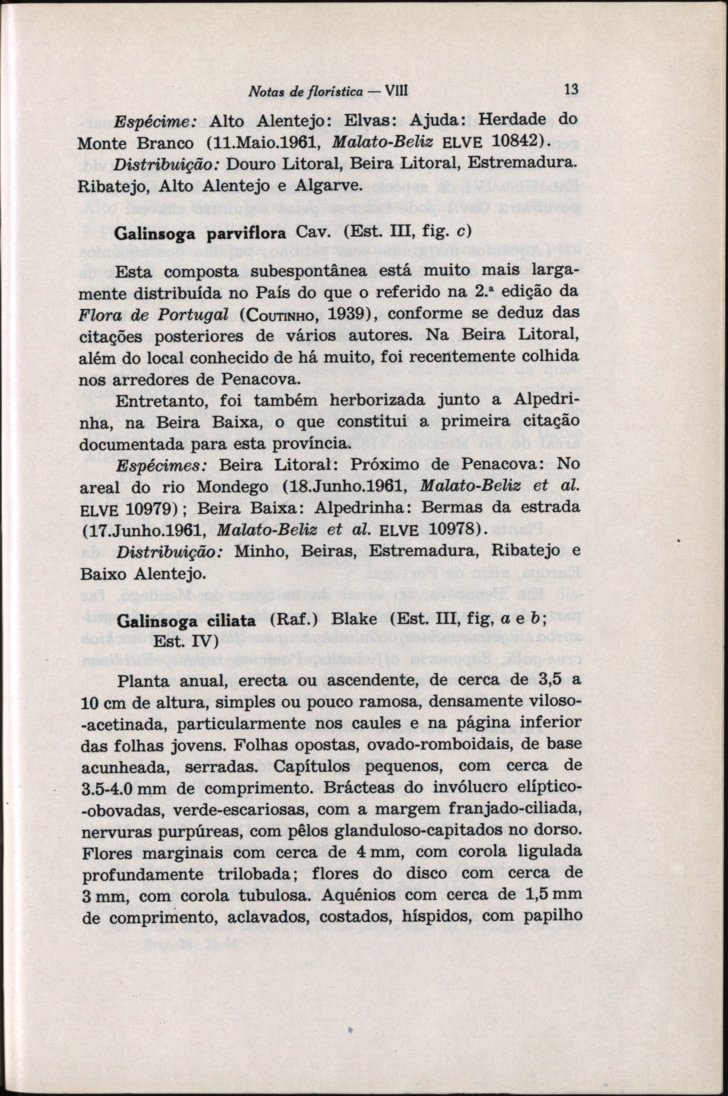 Notas de florística — VIII 13
Espécime: Alto Alentejo: Elvas: Ajuda: Herdade do
Monte Branco (11.Maio.1961, Malato-Beliz ELVE 10842).
Distribuição: Douro Litoral, Beira Litoral, Estremadura.
Ribatejo, Alto Alentejo e Algarve.
Galinsoga parviflora Cav. (Est. III, fig. c)
Esta composta subespontânea está muito mais larga-
mente distribuída no País do que o referido na 2.ª edição da
Flora de Portugal (COUTINHO, 1939), conforme se deduz das
citações posteriores de vários autores. Na Beira Litoral,
além do local conhecido de há muito, foi recentemente colhida
nos arredores de Penacova.
Entretanto, foi também herborizada junto a Alpedri-
nha, na Beira Baixa, o que constitui a primeira citação
documentada para esta província.
Espécimes: Beira Litoral: Próximo de Penacova: No
areal do rio Mondego (18.Junho.1961, Malato-Beliz et al.
ELVE 10979); Beira Baixa: Alpedrinha: Bermas da estrada
(17.Junho.1961, Malato-Beliz et al. ELVE 10978).
Distribuição: Minho, Beiras, Estremadura, Ribatejo e
Baixo Alentejo.
Galinsoga ciliata (Raf.) Blake (Est. III, fig, a e b;
Est. IV)
Planta anual, erecta ou ascendente, de cerca de 3,5 a
10 cm de altura, simples ou pouco ramosa, densamente viloso-
-acetinada, particularmente nos caules e na página inferior
das folhas jovens. Folhas opostas, ovado-romboidais, de base
acunheada, serradas. Capítulos pequenos, com cerca de
3.5-4.0 mm de comprimento. Brácteas do invólucro elíptico-
-obovadas, verde-escariosas, com a margem franjado-ciliada,
nervuras purpúreas, com pêlos glanduloso-capitados no dorso.
Flores marginais com cerca de 4 mm, com corola ligulada
profundamente trilobada; flores do disco com cerca de
3 mm, com corola tubulosa. Aquénios com cerca de 1,5 mm
de comprimento, aclavados, costados, híspidos, com papilho